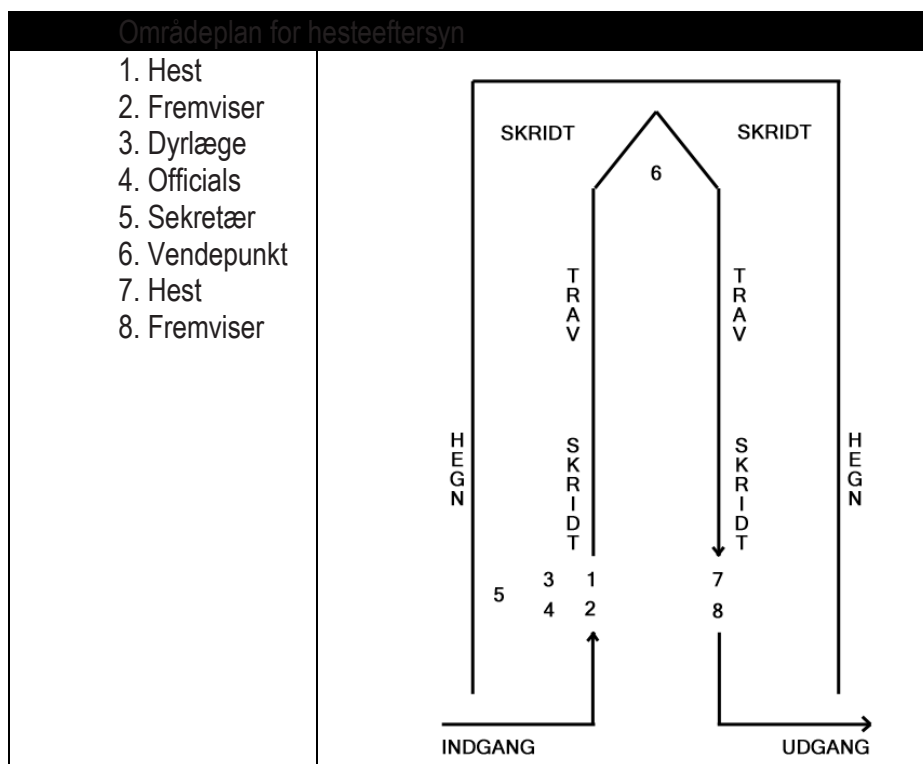 Områdeplan for hesteeftersyn
1. Hest
2. Fremviser
3. Dyrlæge
4. Officials
5. Sekretær
6. Vendepunkt
7. Hest
8. Fremviser
SKRIDT
SKRIDT
6
TRAV
TRAV
HEGN
SKRIDT
SKRIDT
HEGN
3 1 7
5
4 2 8
INDGANG
UDGANG